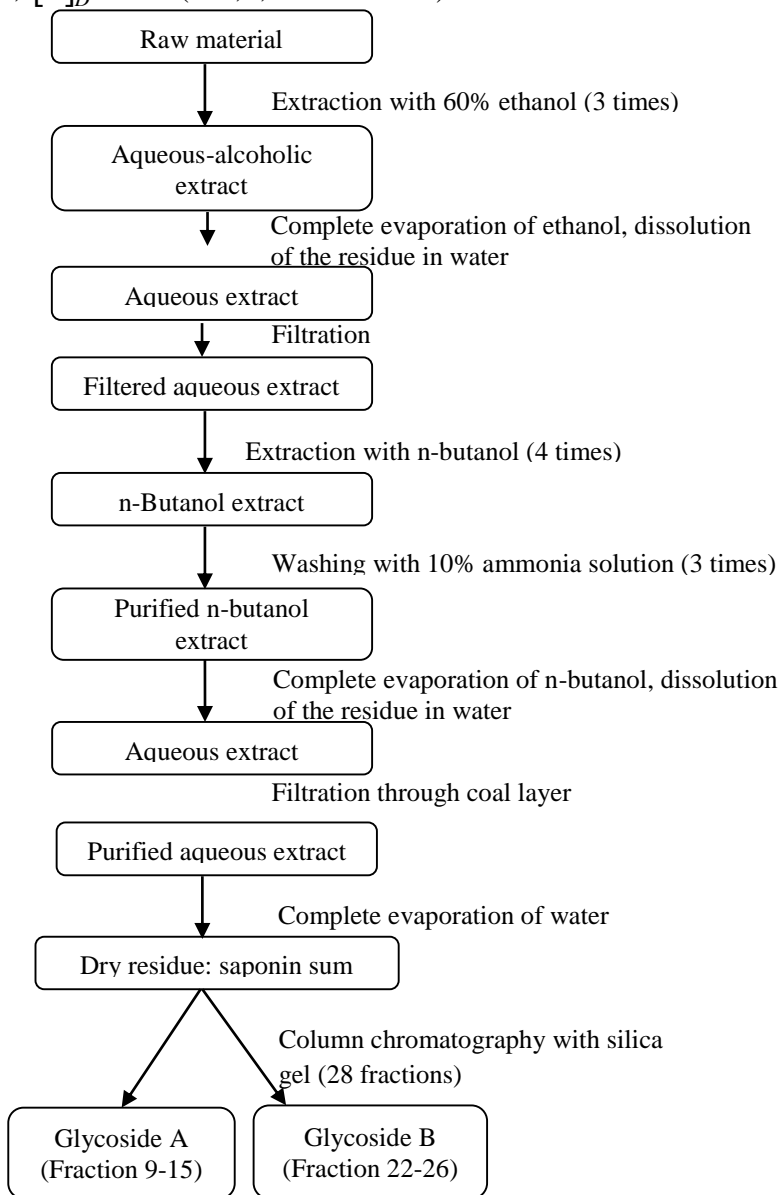 Raw material
Extraction with 60% ethanol (3 times)
Aqueous-alcoholic
extract
Complete evaporation of ethanol, dissolution
of the residue in water
Aqueous extract
Filtration
Filtered aqueous extract
Extraction with n-butanol (4 times)
n-Butanol extract
Washing with 10% ammonia solution (3 times)
Purified n-butanol
extract
Complete evaporation of n-butanol, dissolution
of the residue in water
Aqueous extract
Filtration through coal layer
Purified aqueous extract
Complete evaporation of water
Dry residue: saponin sum
Column chromatography with silica
gel (28 fractions)
Glycoside A
(Fraction 9-15)
Glycoside B
(Fraction 22-26)